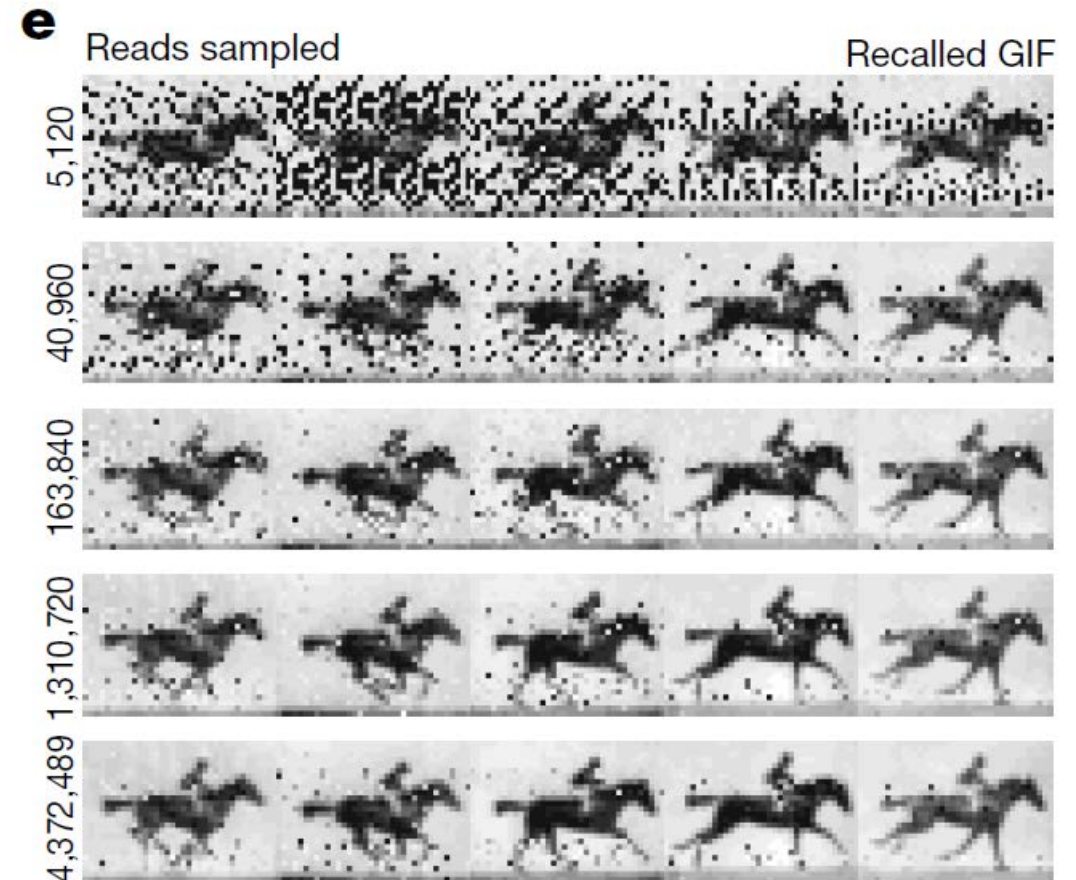 e
Reads sampled
Recalled GIF
5,120
40,960
163,840
1,310,720
4,372,489